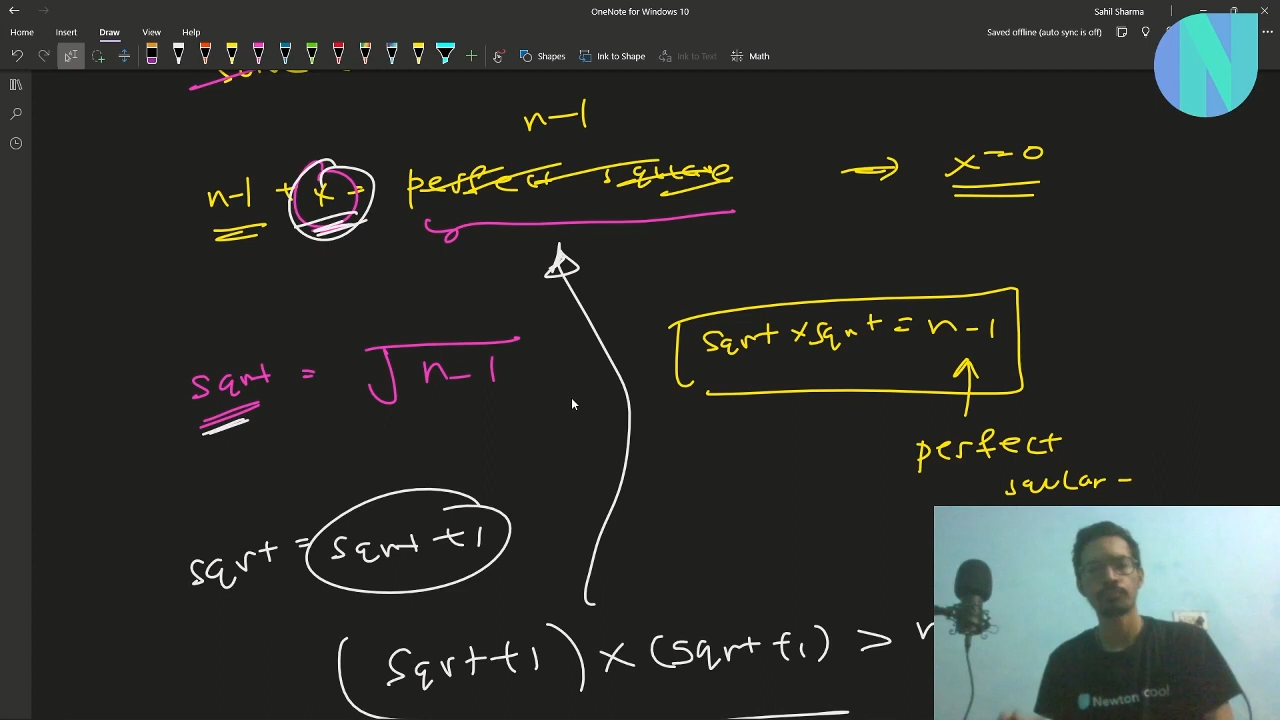 OneNote for Windows 10
Sahil Sharma
Home Insert Draw View Help
Saved offline (auto sync is off)
Shapes Ink to Shape Ink to Text Math
n-1
n-1 + x = perfect square → x = 0
sqrt = √n-1
sqrt x sqrt = n-1
perfect
squar-
sqrt = sqrt +1
(sqrt+1) x (sqrt+1) > n
Newton